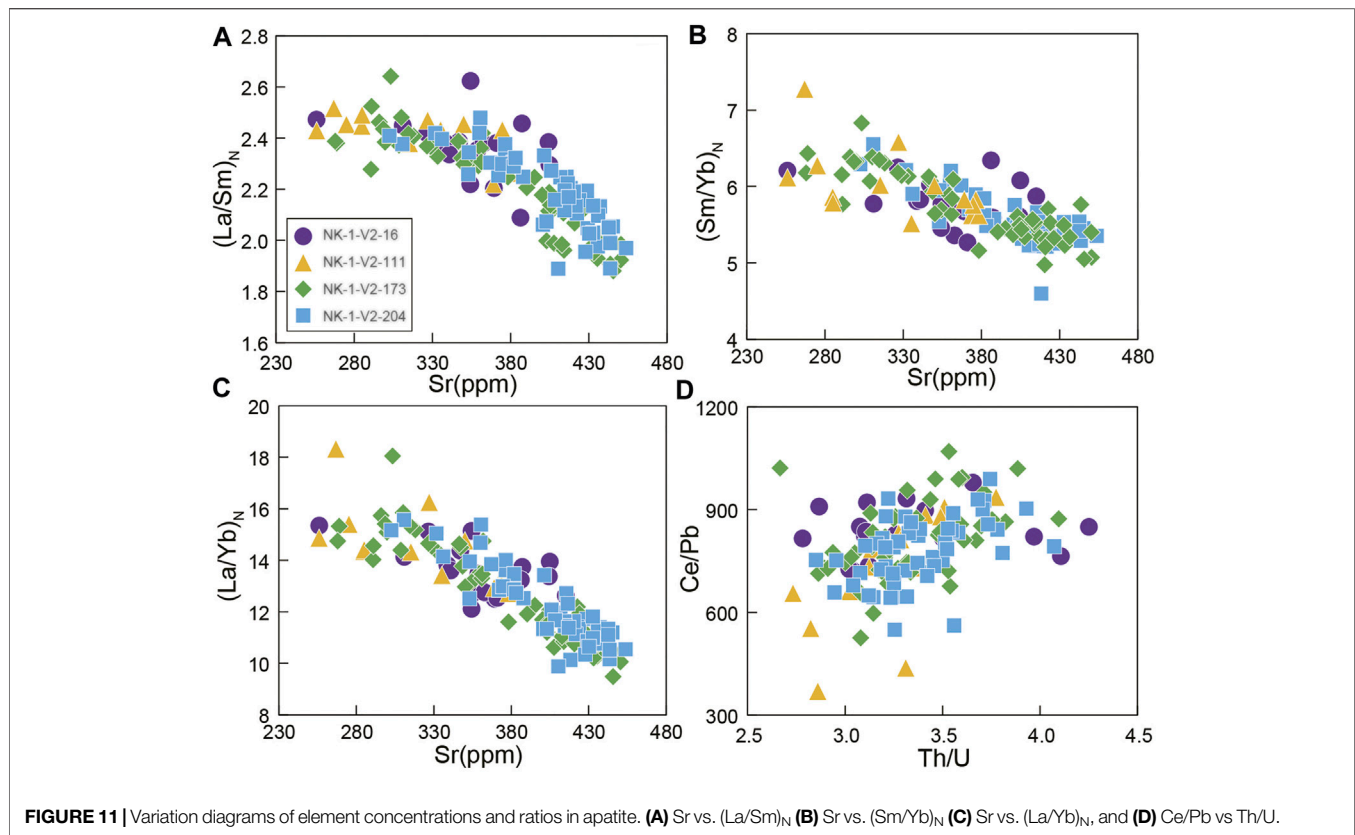 A
2.8
2.6
2.4
2.2
2.0
1.8
1.6
(La/Sm)N
NK-1-V2-16
NK-1-V2-111
NK-1-V2-173
NK-1-V2-204
230 280 330 380 430 480
Sr(ppm)
B
8
7
6
5
4
(Sm/Yb)N
230 280 330 380 430 480
Sr(ppm)
C
20
18
16
14
12
10
8
(La/Yb)N
230 280 330 380 430 480
Sr(ppm)
D
1200
900
600
300
Ce/Pb
2.5 3.0 3.5 4.0 4.5
Th/U
FIGURE 11 | Variation diagrams of element concentrations and ratios in apatite. (A) Sr vs. (La/Sm)N (B) Sr vs. (Sm/Yb)N (C) Sr vs. (La/Yb)N, and (D) Ce/Pb vs Th/U.